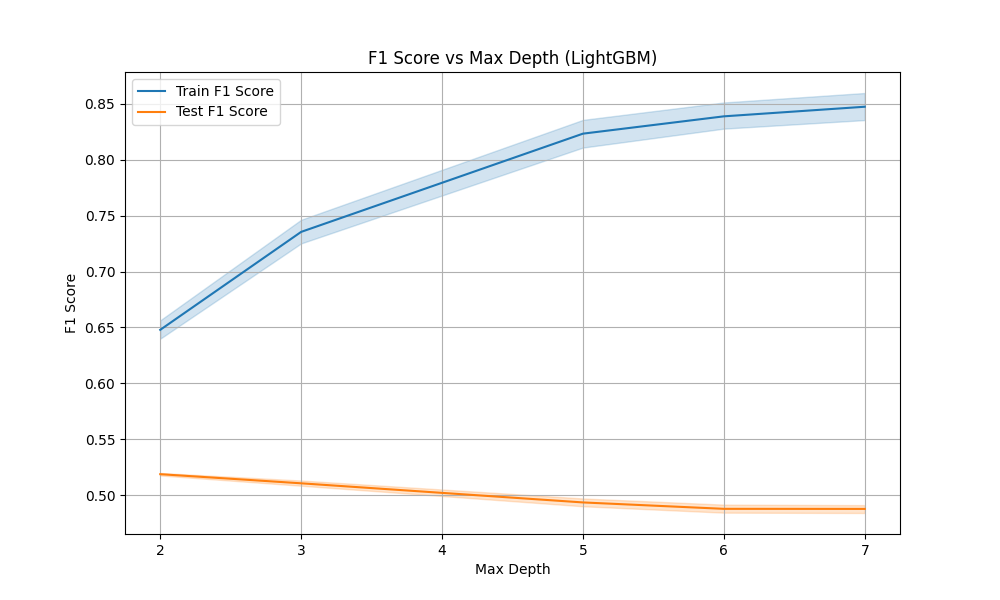 F1 Score vs Max Depth (LightGBM)
Train F1 Score
Test F1 Score
F1 Score
0.85
0.80
0.75
0.70
0.65
0.60
0.55
0.50
2 3 4 5 6 7
Max Depth